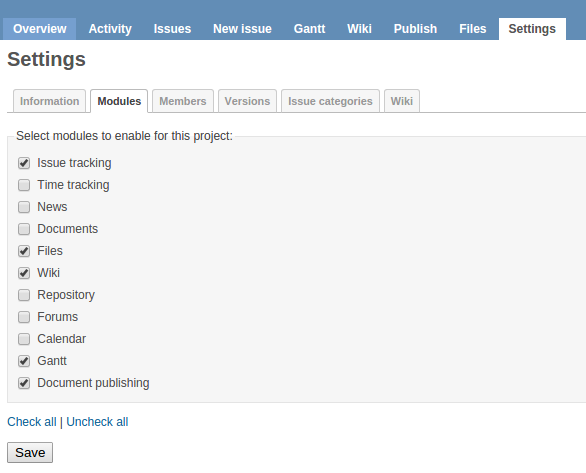 Overview Activity Issues New issue Gantt Wiki Publish Files Settings
Settings
Information Modules Members Versions Issue categories Wiki
Select modules to enable for this project:
Issue tracking
Time tracking
News
Documents
Files
Wiki
Repository
Forums
Calendar
Gantt
Document publishing
Check all | Uncheck all
Save